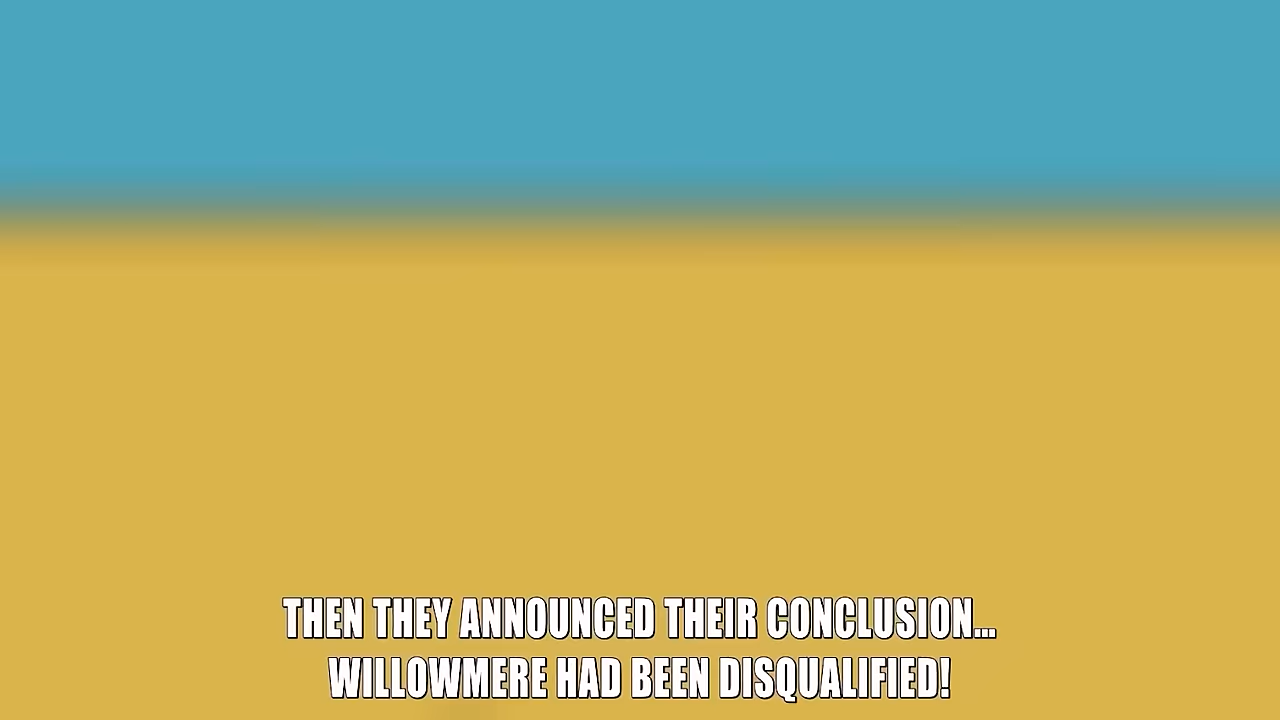 THEN THEY ANNOUNCED THEIR CONCLUSION...
WILLOWMERE HAD BEEN DISQUALIFIED!